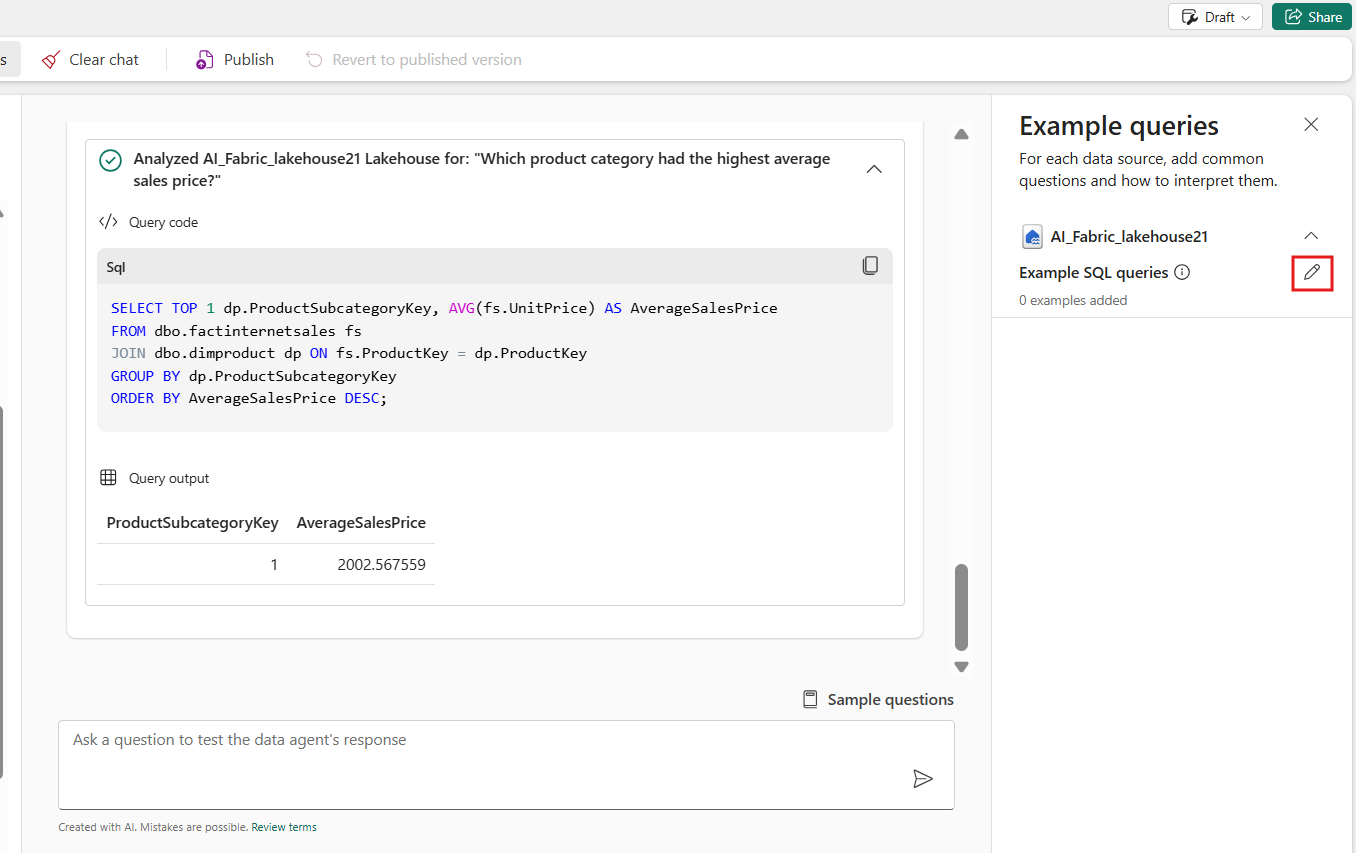 Draft
Share
s
Clear chat
Publish
Revert to published version
Analyzed AI_Fabric_lakehouse21 Lakehouse for: "Which product category had the highest average
sales price?"
</> Query code
Sql
SELECT TOP 1 dp.ProductSubcategoryKey, AVG(fs.UnitPrice) AS AverageSalesPrice
FROM dbo.factinternetsales fs
JOIN dbo.dimproduct dp ON fs.ProductKey = dp.ProductKey
GROUP BY dp.ProductSubcategoryKey
ORDER BY AverageSalesPrice DESC;
Query output
ProductSubcategoryKey AverageSalesPrice
1 2002.567559
Sample questions
Ask a question to test the data agent's response
Created with AI. Mistakes are possible. Review terms
Example queries
For each data source, add common
questions and how to interpret them.
AI_Fabric_lakehouse21
Example SQL queries
0 examples added